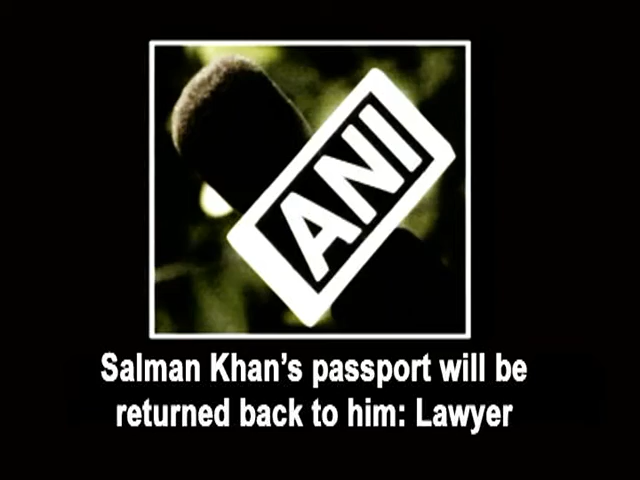 ANI
Salman Khan’s passport will be
returned back to him: Lawyer